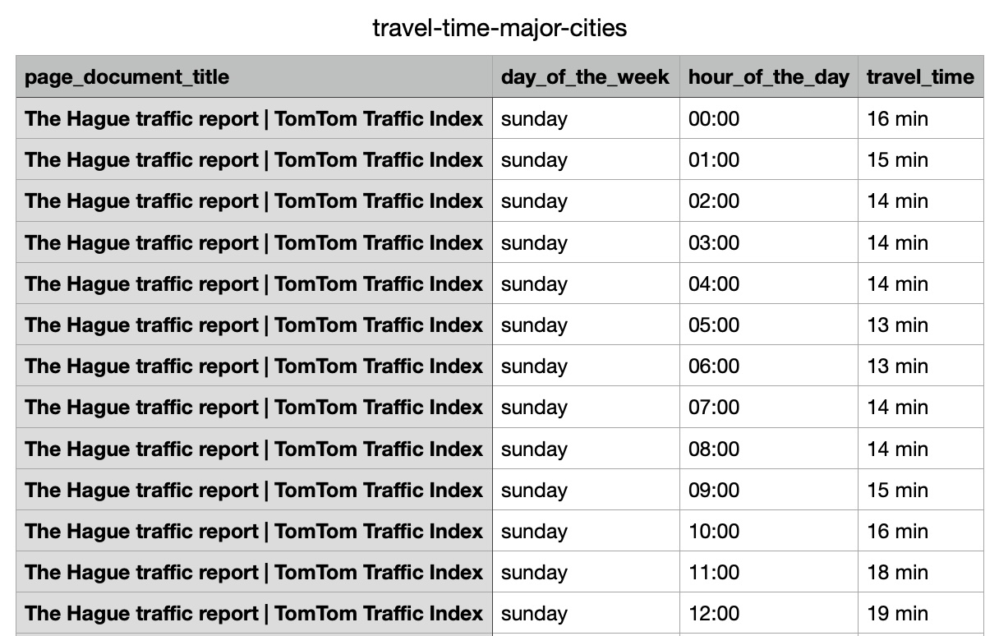 travel-time-major-cities
page_document_title day_of_the_week hour_of_the_day travel_time
The Hague traffic report | TomTom Traffic Index sunday 00:00 16 min
The Hague traffic report | TomTom Traffic Index sunday 01:00 15 min
The Hague traffic report | TomTom Traffic Index sunday 02:00 14 min
The Hague traffic report | TomTom Traffic Index sunday 03:00 14 min
The Hague traffic report | TomTom Traffic Index sunday 04:00 14 min
The Hague traffic report | TomTom Traffic Index sunday 05:00 13 min
The Hague traffic report | TomTom Traffic Index sunday 06:00 13 min
The Hague traffic report | TomTom Traffic Index sunday 07:00 14 min
The Hague traffic report | TomTom Traffic Index sunday 08:00 14 min
The Hague traffic report | TomTom Traffic Index sunday 09:00 15 min
The Hague traffic report | TomTom Traffic Index sunday 10:00 16 min
The Hague traffic report | TomTom Traffic Index sunday 11:00 18 min
The Hague traffic report | TomTom Traffic Index sunday 12:00 19 min